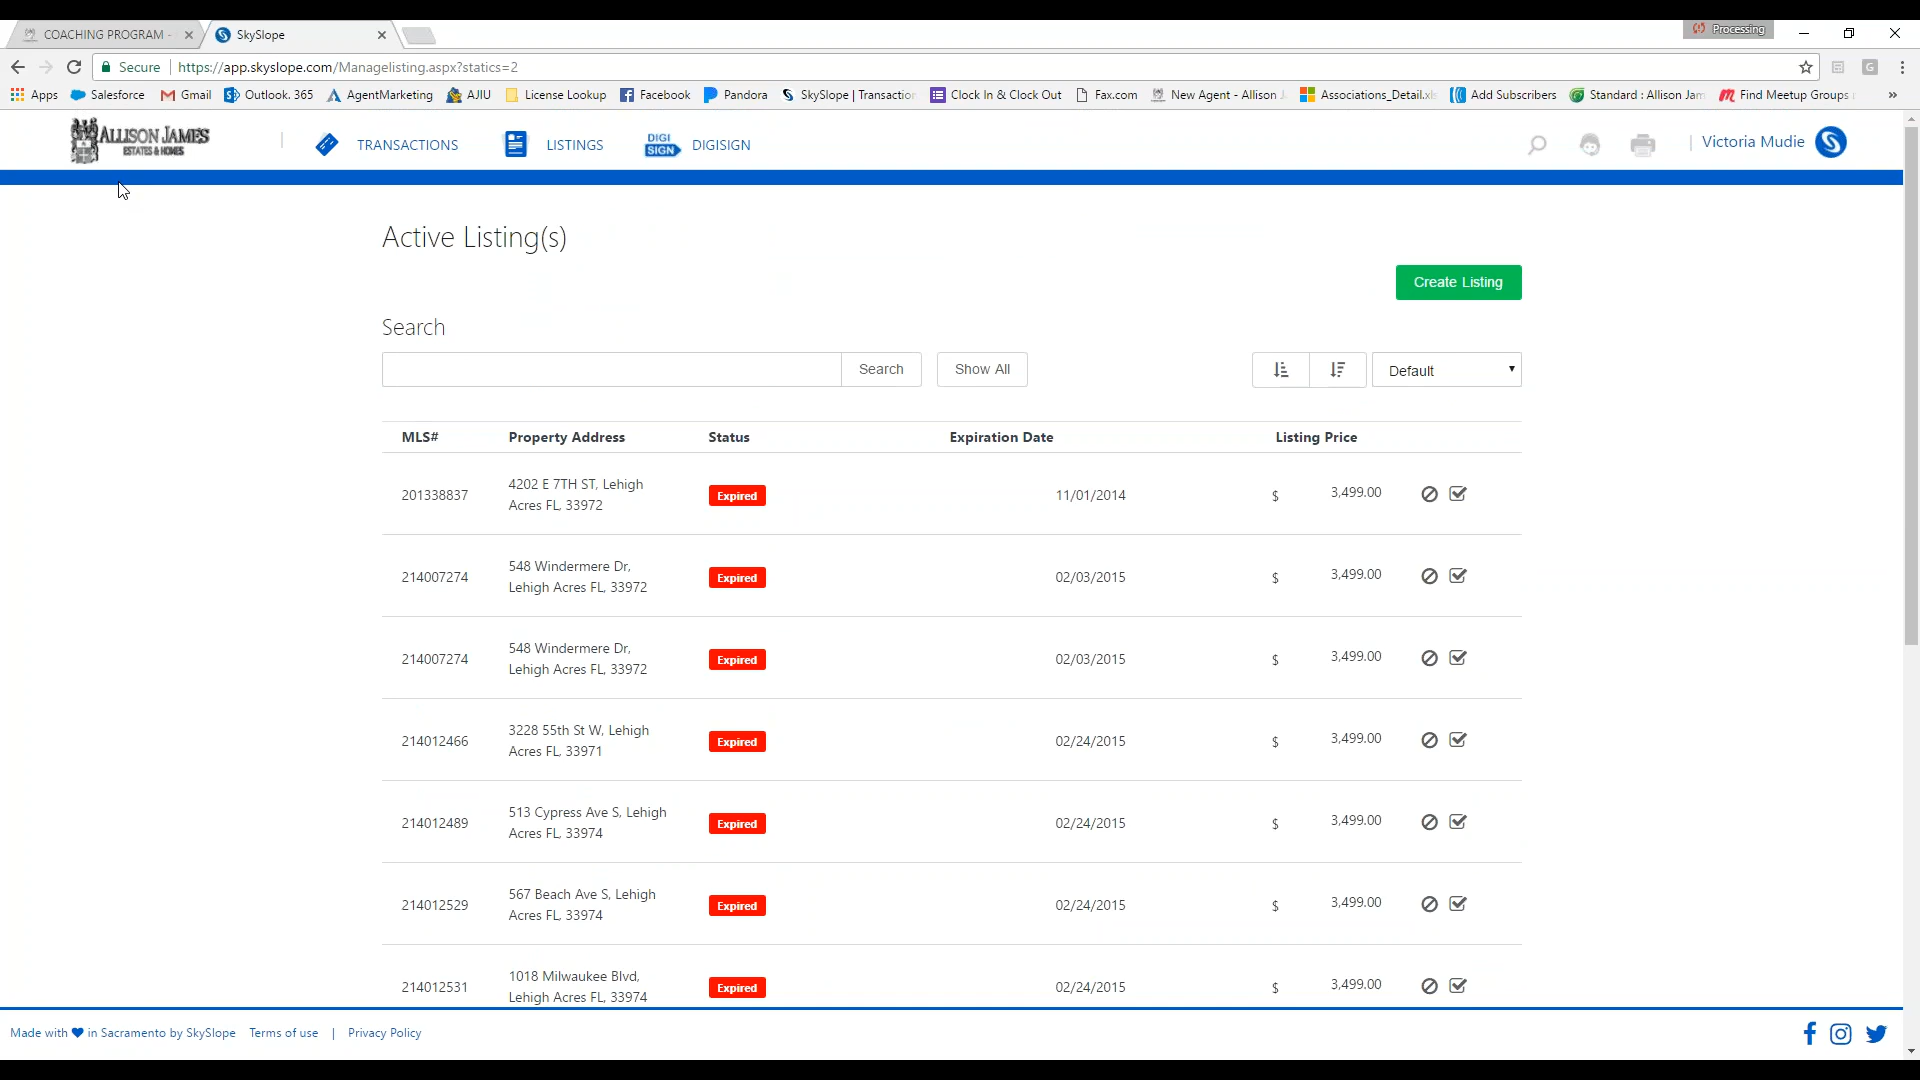 COACHING PROGRAM -
SkySlope
Processing
Secure https://app.skyslope.com/Managelisting.aspx?statics=2
Apps Salesforce Gmail Outlook. 365 AgentMarketing AJIU License Lookup Facebook Pandora SkySlope | Transaction Clock In & Clock Out Fax.com New Agent - Allison J Associations_Detail.xls Add Subscribers Standard : Allison Jam Find Meetup Groups »
ALLISON JAMES
ESTATES & HOMES
TRANSACTIONS LISTINGS DIGI SIGN DIGISIGN Victoria Mudie
Active Listing(s)
Create Listing
Search
Search Show All Default
MLS# Property Address Status Expiration Date Listing Price
201338837 4202 E 7TH ST, Lehigh Acres FL, 33972 Expired 11/01/2014 $ 3,499.00
214007274 548 Windermere Dr, Lehigh Acres FL, 33972 Expired 02/03/2015 $ 3,499.00
214007274 548 Windermere Dr, Lehigh Acres FL, 33972 Expired 02/03/2015 $ 3,499.00
214012466 3228 55th St W, Lehigh Acres FL, 33971 Expired 02/24/2015 $ 3,499.00
214012489 513 Cypress Ave S, Lehigh Acres FL, 33974 Expired 02/24/2015 $ 3,499.00
214012529 567 Beach Ave S, Lehigh Acres FL, 33974 Expired 02/24/2015 $ 3,499.00
214012531 1018 Milwaukee Blvd, Lehigh Acres FL, 33974 Expired 02/24/2015 $ 3,499.00
Made with in Sacramento by SkySlope Terms of use | Privacy Policy